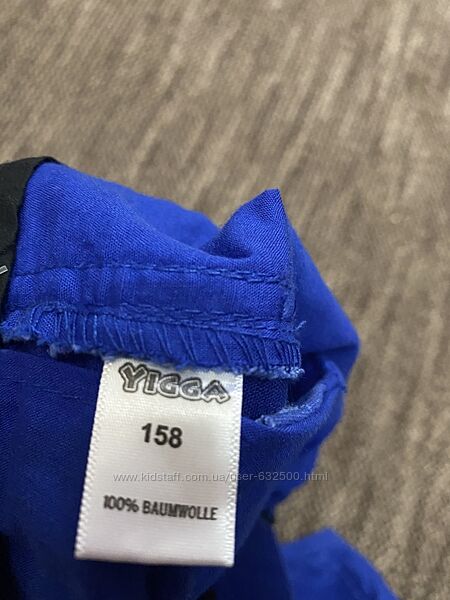 YIGGA
158
www.kidstaff.com.ua/user-632500.html
100% BAUMWOLLE